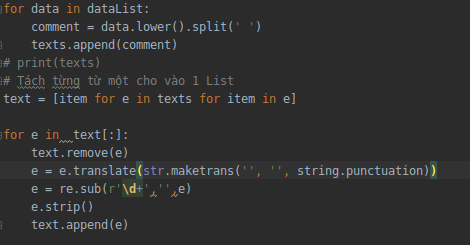 for data in dataList:
    comment = data.lower().split(' ')
    texts.append(comment)
# print(texts)
# Tách từng từ một cho vào 1 List
text = [item for e in texts for item in e]

for e in  text[:]:
    text.remove(e)
    e = e.translate(str.maketrans('', '', string.punctuation))
    e = re.sub(r'\d+','',e)
    e.strip()
    text.append(e)